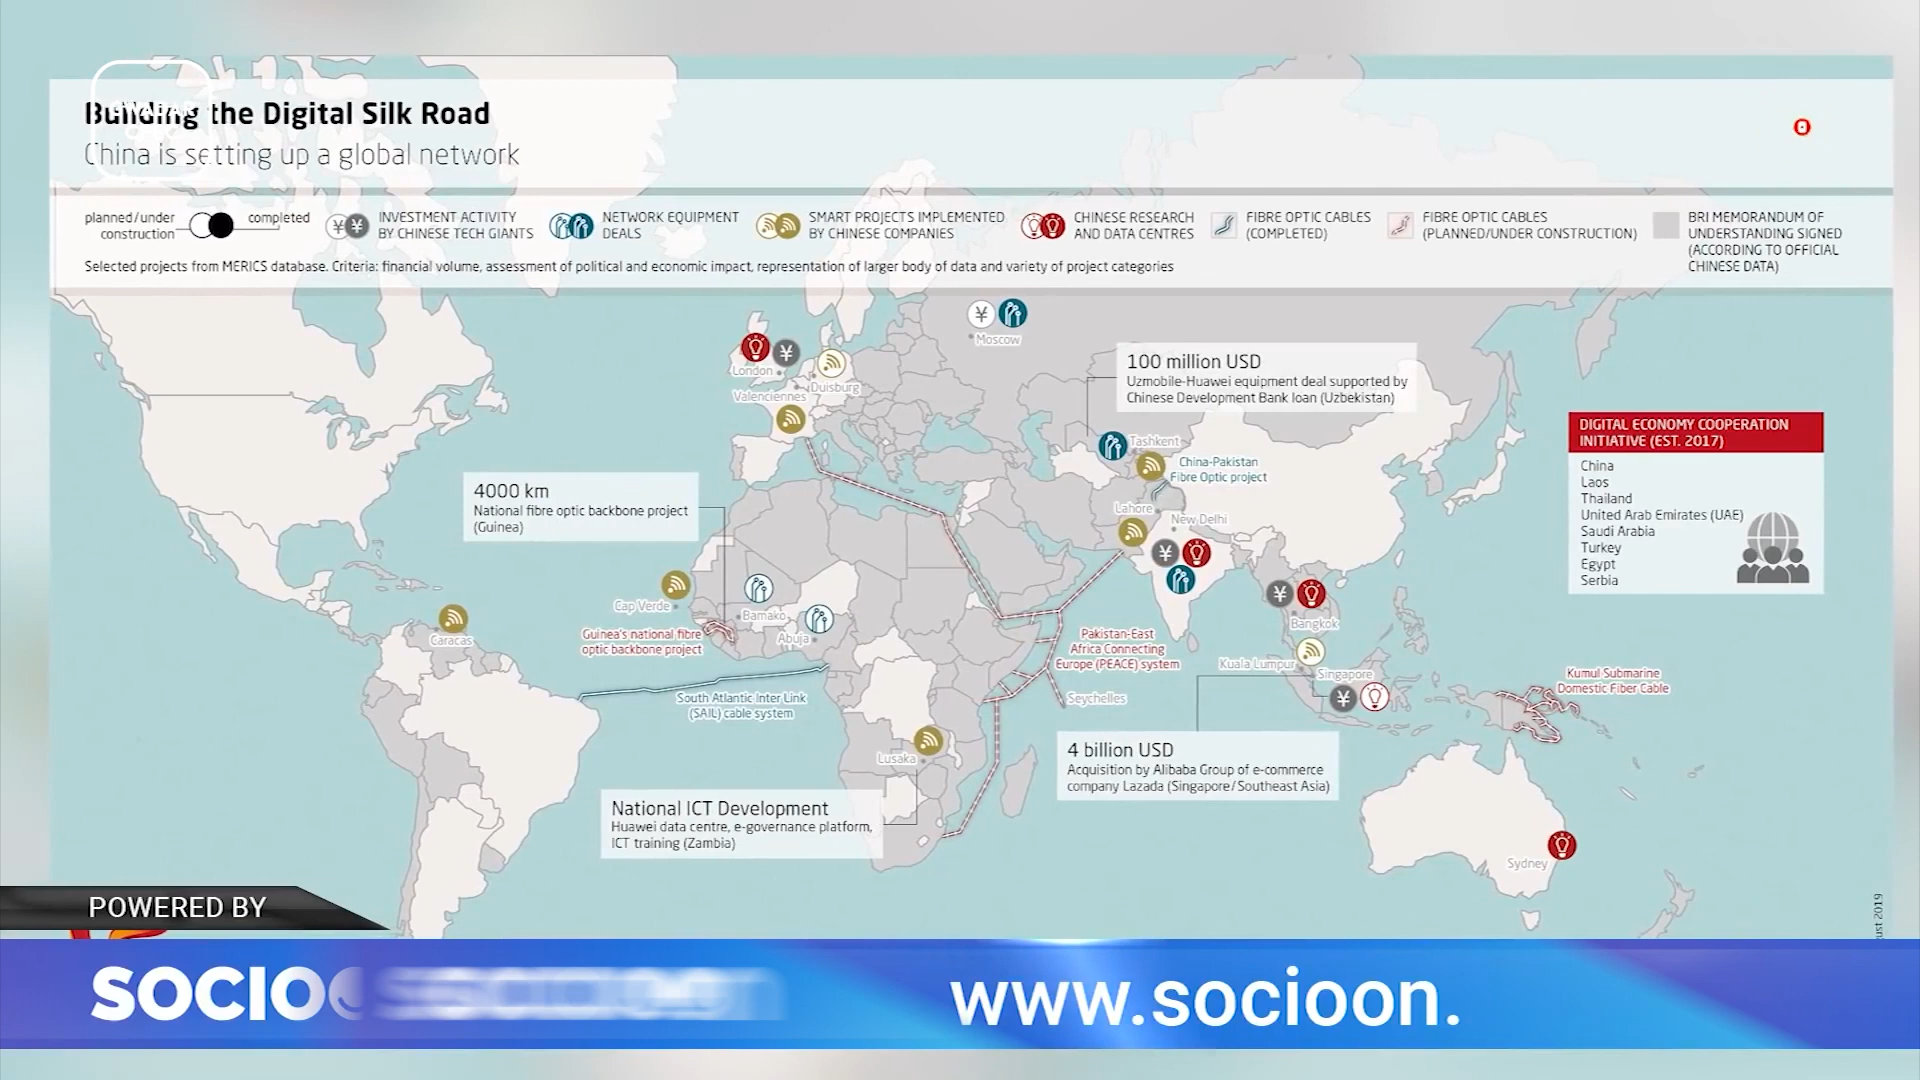 Building the Digital Silk Road
China is setting up a global network
planned/under
construction
completed
INVESTMENT ACTIVITY
BY CHINESE TECH GIANTS
NETWORK EQUIPMENT
DEALS
SMART PROJECTS IMPLEMENTED
BY CHINESE COMPANIES
CHINESE RESEARCH
AND DATA CENTRES
FIBRE OPTIC CABLES
(COMPLETED)
FIBRE OPTIC CABLES
(PLANNED/UNDER CONSTRUCTION)
BRI MEMORANDUM OF
UNDERSTANDING SIGNED
(ACCORDING TO OFFICIAL
CHINESE DATA)
Selected projects from MERICS database. Criteria: financial volume, assessment of political and economic impact, representation of larger body of data and variety of project categories
Moscow
London
Duisburg
Valenciennes
100 million USD
Uzmobile-Huawei equipment deal supported by
Chinese Development Bank loan (Uzbekistan)
DIGITAL ECONOMY COOPERATION
INITIATIVE (EST. 2017)
China
Laos
Thailand
United Arab Emirates (UAE)
Saudi Arabia
Turkey
Egypt
Serbia
Tashkent
China-Pakistan
Fibre Optic project
4000 km
National fibre optic backbone project
(Guinea)
Lahore
New Delhi
Cap Verde
Bamako
Abuja
Caracas
Guinea's national fibre
optic backbone project
Bangkok
Pakistan-East
Africa Connecting
Europe (PEACE) system
Kuala Lumpur
Singapore
Kumul Submarine
Domestic Fiber Cable
South Atlantic Inter Link
(SAIL) cable system
Seychelles
Lusaka
4 billion USD
Acquisition by Alibaba Group of e-commerce
company Lazada (Singapore/Southeast Asia)
National ICT Development
Huawei data centre, e-governance platform,
ICT training (Zambia)
Sydney
POWERED BY
SOCIO
www.socioon.